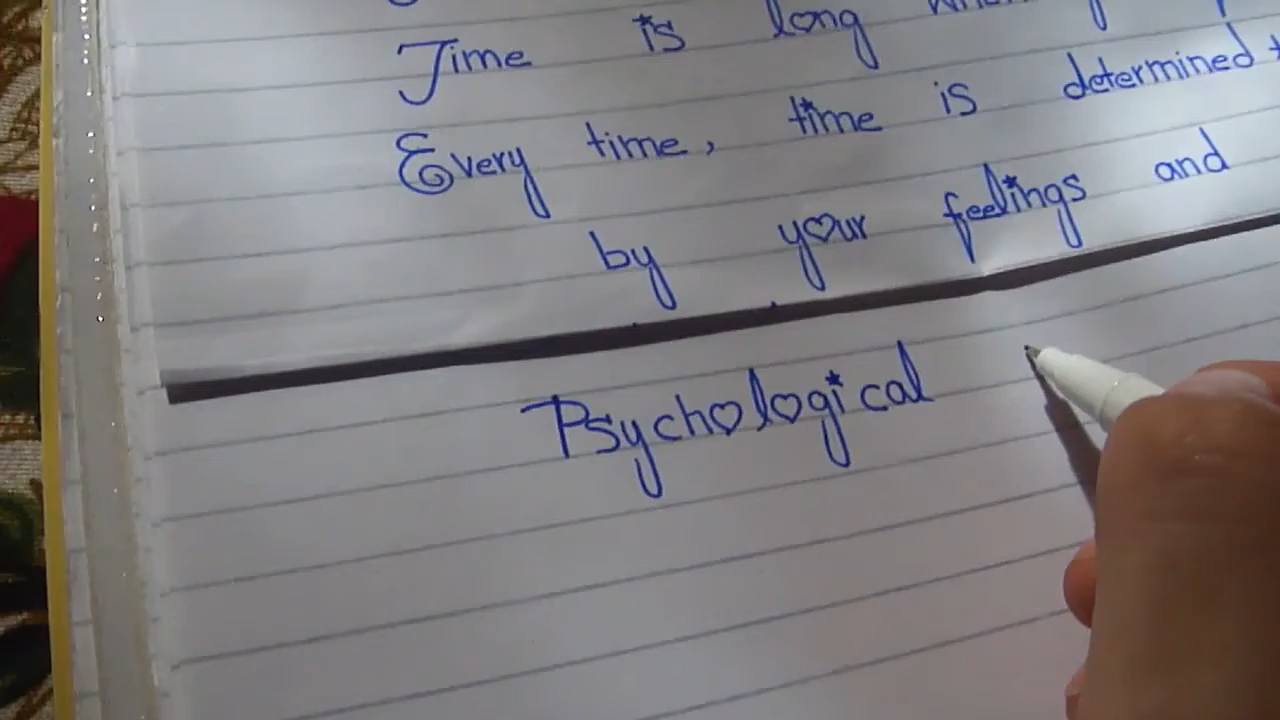 Time is long
Every time, time is determined
by your feelings and
Psychological